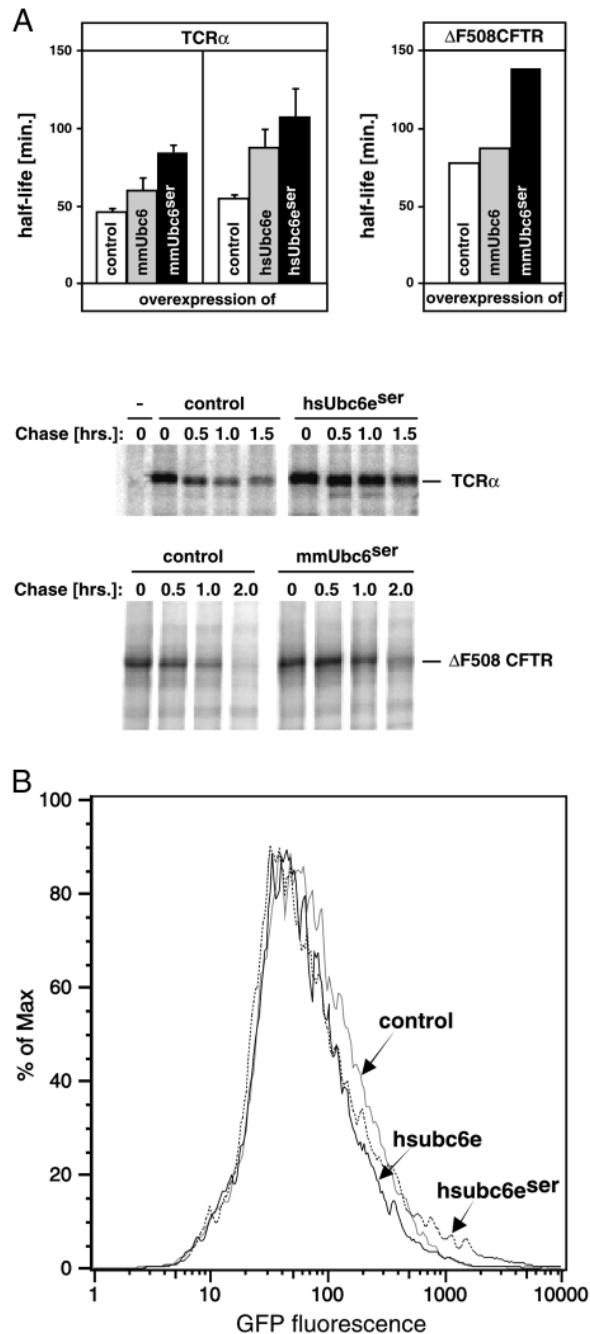 A
TCRα
ΔF508CFTR
half-life [min.]
150
100
50
0
control
mmUbc6
mmUbc6ser
control
hsUbc6e
hsUbc6eser
overexpression of
half-life [min.]
150
100
50
0
control
mmUbc6
mmUbc6ser
overexpression of
- control hsUbc6eser
Chase [hrs.]: 0 0 0.5 1.0 1.5 0 0.5 1.0 1.5
TCRα
control mmUbc6ser
Chase [hrs.]: 0 0.5 1.0 2.0 0 0.5 1.0 2.0
ΔF508 CFTR
B
% of Max
100
80
60
40
20
0
control
hsubc6e
hsubc6eser
1 10 100 1000 10000
GFP fluorescence